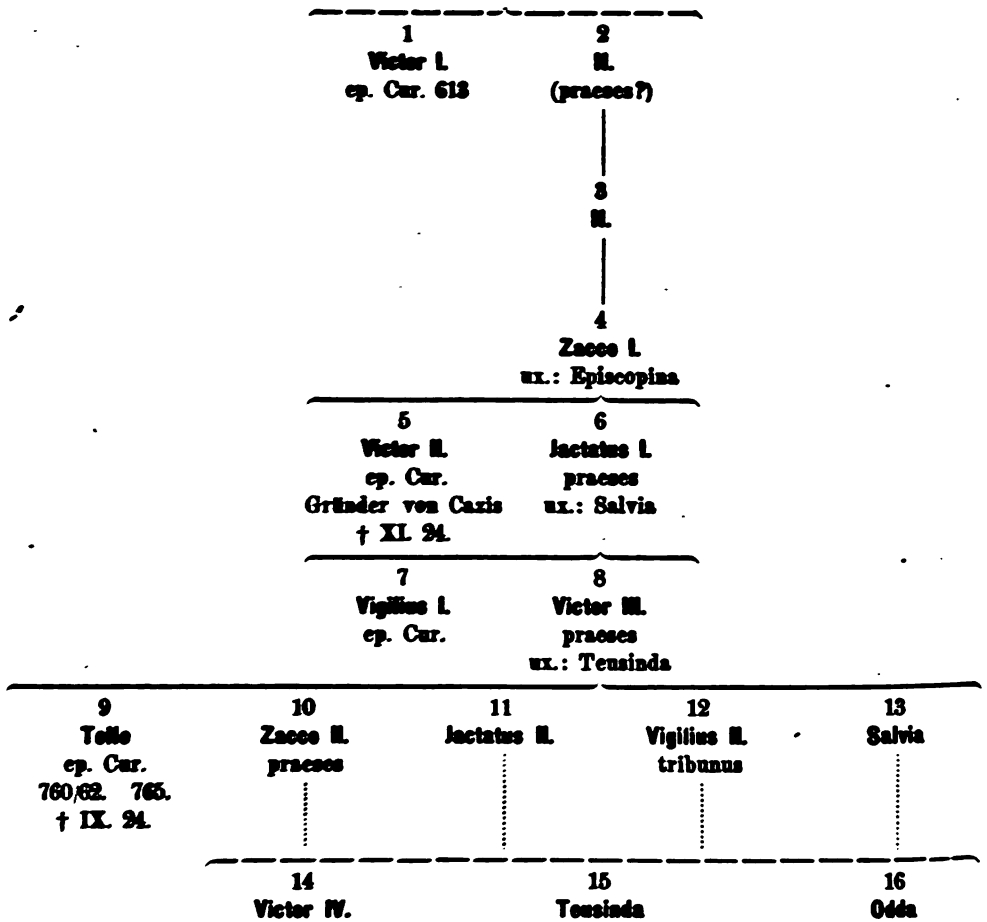 1 2
Victor I. N.
ep. Cur. 613 (praeses?)
3
N.
4
Zacco I.
ux.: Episcopina
5 6
Victor II. Jactatus I.
ep. Cur. praeses
Gründer von Cazis ux.: Salvia
† XI. 24.
7 8
Vigilius I. Victor III.
ep. Cur. praeses
ux.: Teusinda
9 10 11 12 13
Tello Zacco II. Jactatus II. Vigilius II. Salvia
ep. Cur. praeses tribunus
760/62. 765.
† IX. 24.
14 15 16
Victor IV. Teusinda Odda